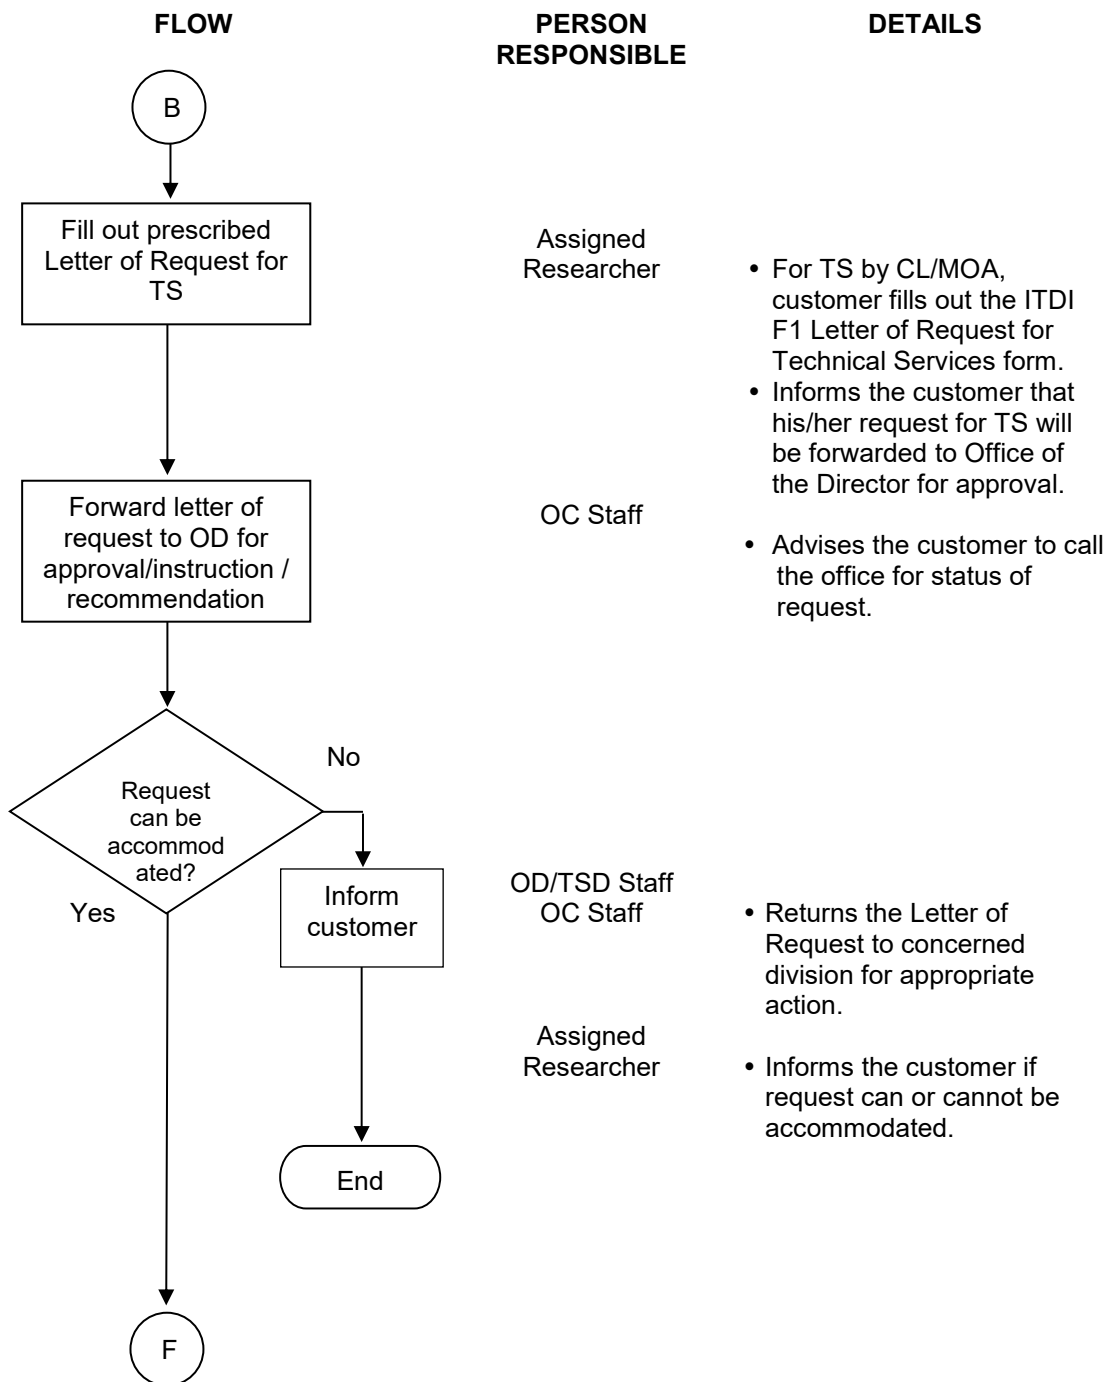 FLOW
PERSON
RESPONSIBLE
DETAILS
B
Fill out prescribed
Letter of Request for
TS
Assigned
Researcher
• For TS by CL/MOA,
customer fills out the ITDI
F1 Letter of Request for
Technical Services form.
• Informs the customer that
his/her request for TS will
be forwarded to Office of
the Director for approval.
Forward letter of
request to OD for
approval/instruction /
recommendation
OC Staff
• Advises the customer to call
the office for status of
request.
No
Request
can be
accommod
ated?
Yes
Inform
customer
OD/TSD Staff
OC Staff
• Returns the Letter of
Request to concerned
division for appropriate
action.
Assigned
Researcher
• Informs the customer if
request can or cannot be
accommodated.
End
F